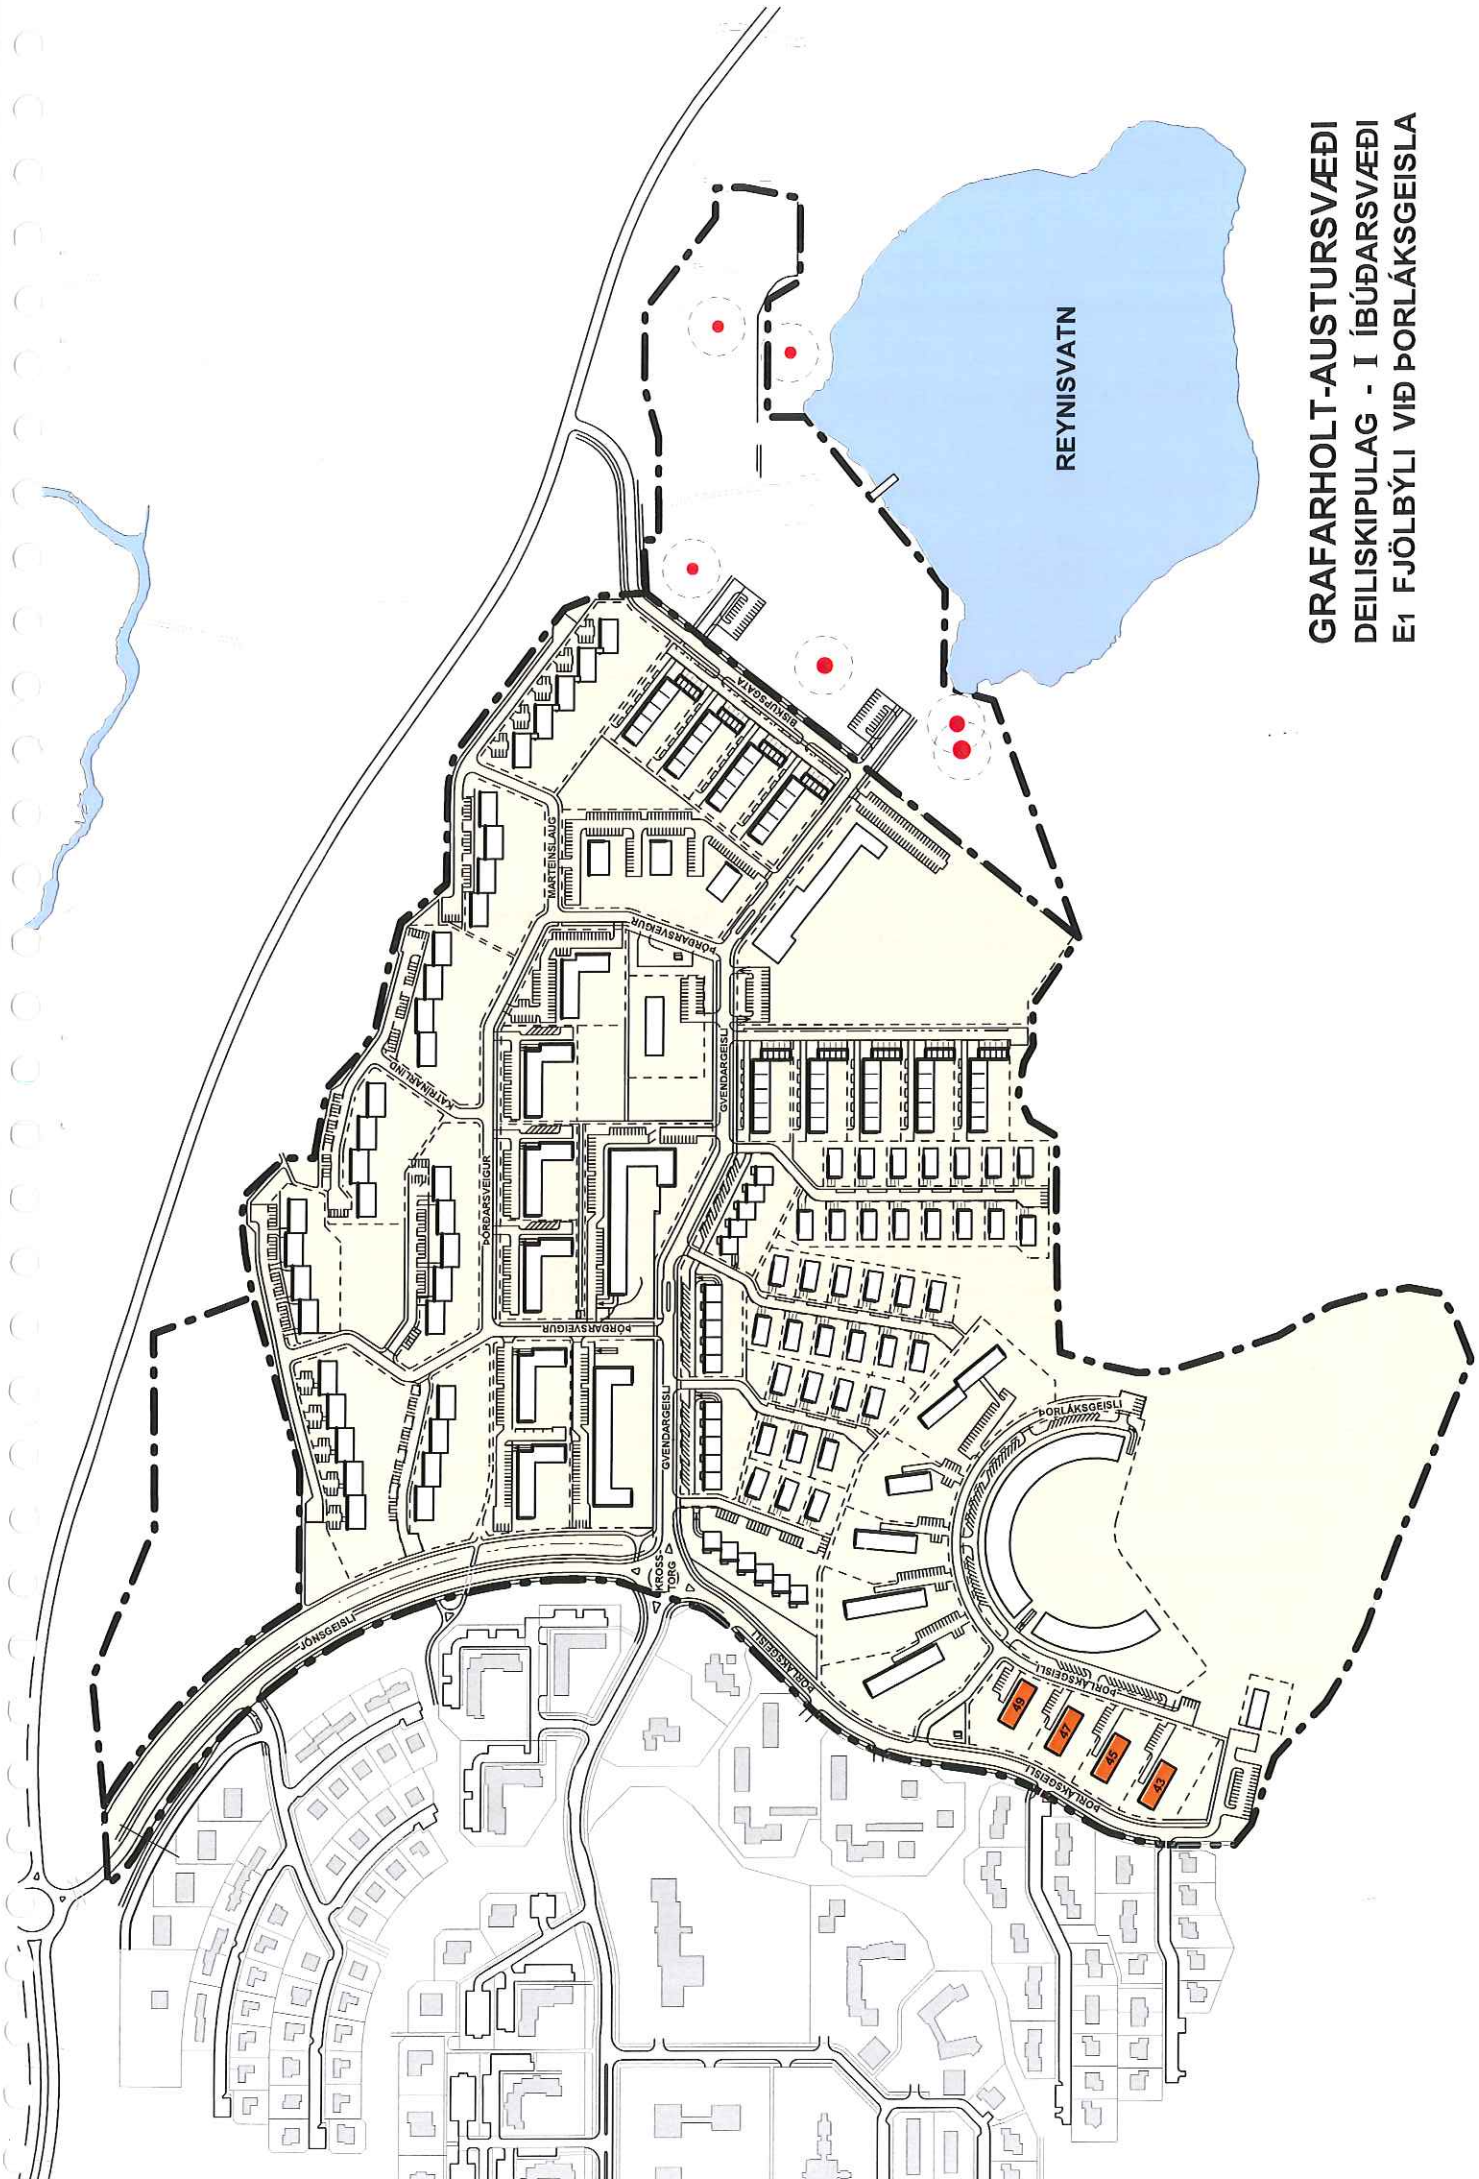 GRAFARHOLT-AUSTURSVÆÐI
DEILISKIPULAG - I ÍBÚÐARSVÆÐI
E1 FJÖLBÝLI VIÐ ÞORLÁKSGEISLA
REYNISVATN
BISKUPSGATA
MARTEINSLAUG
ÞÓRÐARSVEIGUR
GVENDARGEISLI
KATRÍNARLIND
ÞÓRÐARSVEIGUR
ÞÓRÐARSVEIGUR
GVENDARGEISLI
JÓNSGEISLI
KROSS-
TORG
ÞORLÁKSGEISLI
ÞORLÁKSGEISLI
ÞORLÁKSGEISLI
ÞORLÁKSGEISLI
ÞORLÁKSGEISLI
49
47
45
43